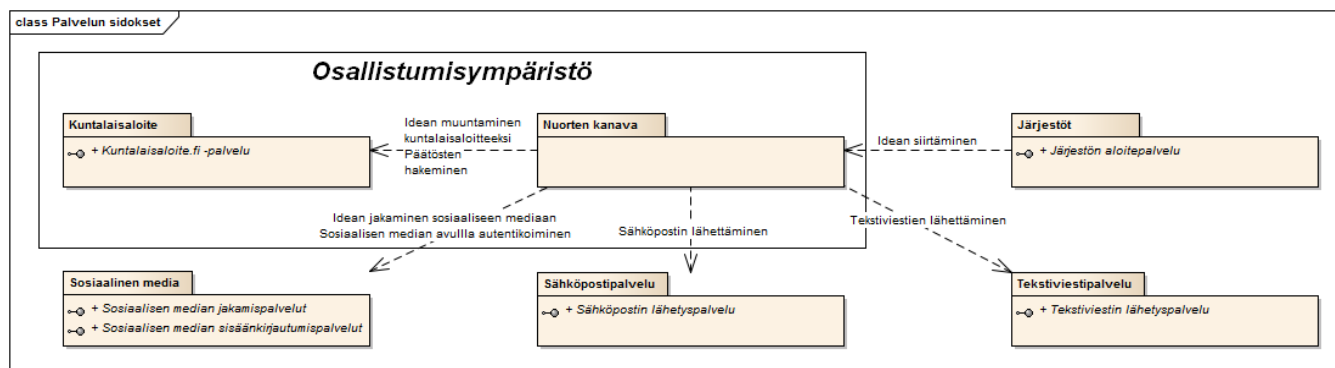 class Palvelun sidokset
Osallistumisympäristö
Kuntalaisaloite
+ Kuntalaisaloite.fi -palvelu
Idean muuntaminen
kuntalaisaloitteeksi
Päätösten
hakeminen
Nuorten kanava
Idean siirtäminen
Järjestöt
+ Järjestön aloitepalvelu
Idean jakaminen sosiaaliseen mediaan
Sosiaalisen median avullla autentikoiminen
Sähköpostin lähettäminen
Tekstiviestien lähettäminen
Sosiaalinen media
+ Sosiaalisen median jakamispalvelut
+ Sosiaalisen median sisäänkirjautumispalvelut
Sähköpostipalvelu
+ Sähköpostin lähetyspalvelu
Tekstiviestipalvelu
+ Tekstiviestin lähetyspalvelu